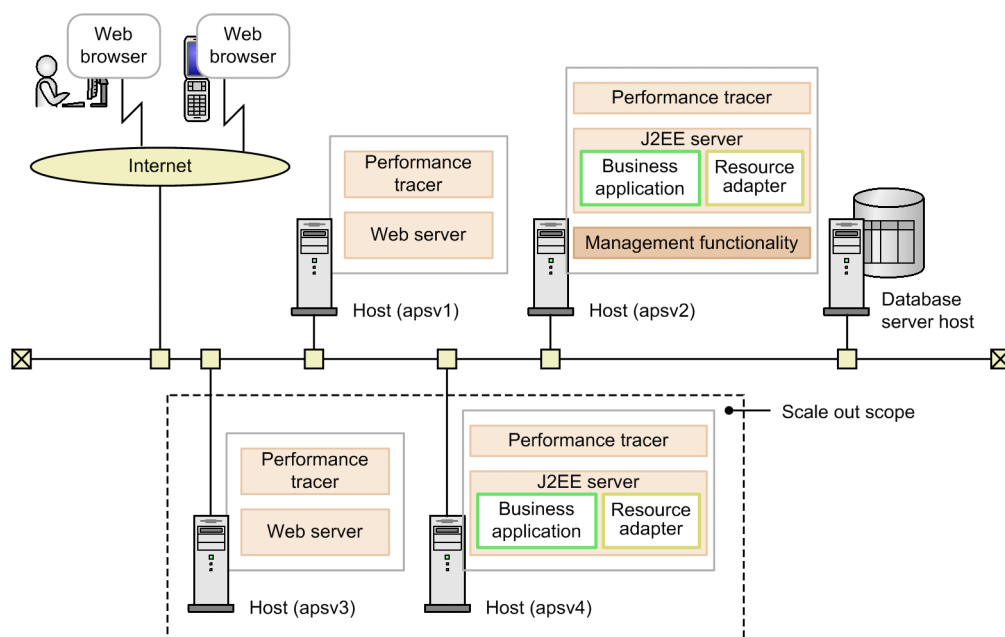 Web
browser
Web
browser
Internet
Performance
tracer
Web server
Host (apsv1)
Performance tracer
J2EE server
Business
application
Resource
adapter
Management functionality
Host (apsv2)
Database
server host
Scale out scope
Performance
tracer
Web server
Host (apsv3)
Performance tracer
J2EE server
Business
application
Resource
adapter
Host (apsv4)